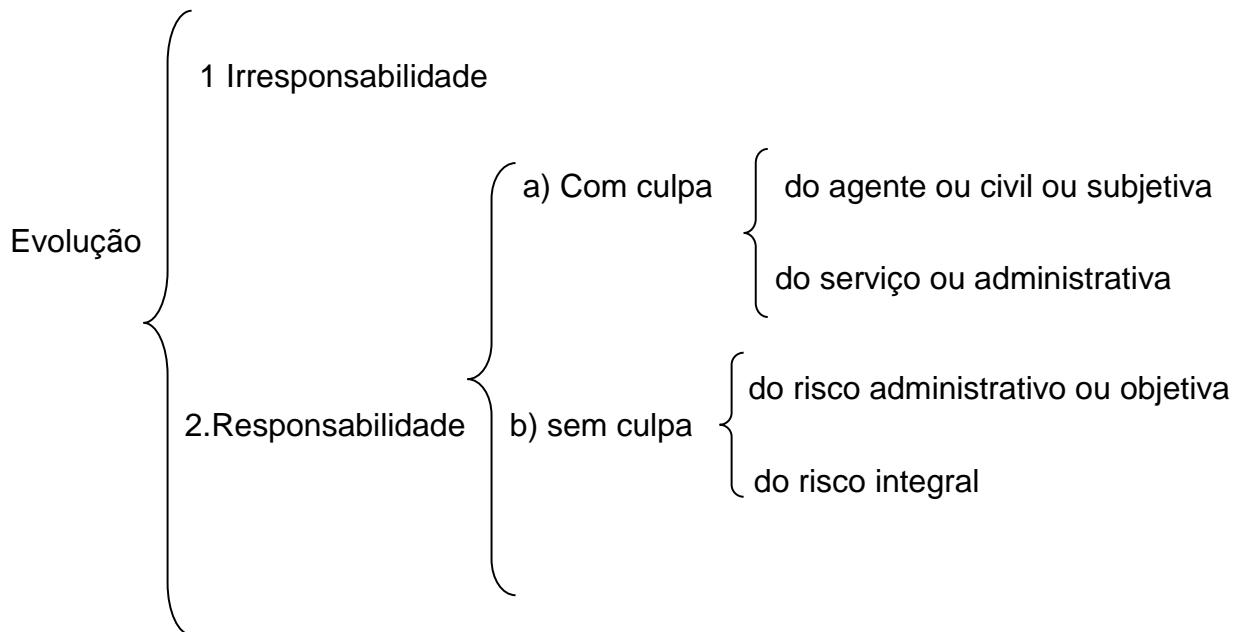 1 Irresponsabilidade
a) Com culpa
do agente ou civil ou subjetiva
Evolução
do serviço ou administrativa
2.Responsabilidade
b) sem culpa
do risco administrativo ou objetiva
do risco integral